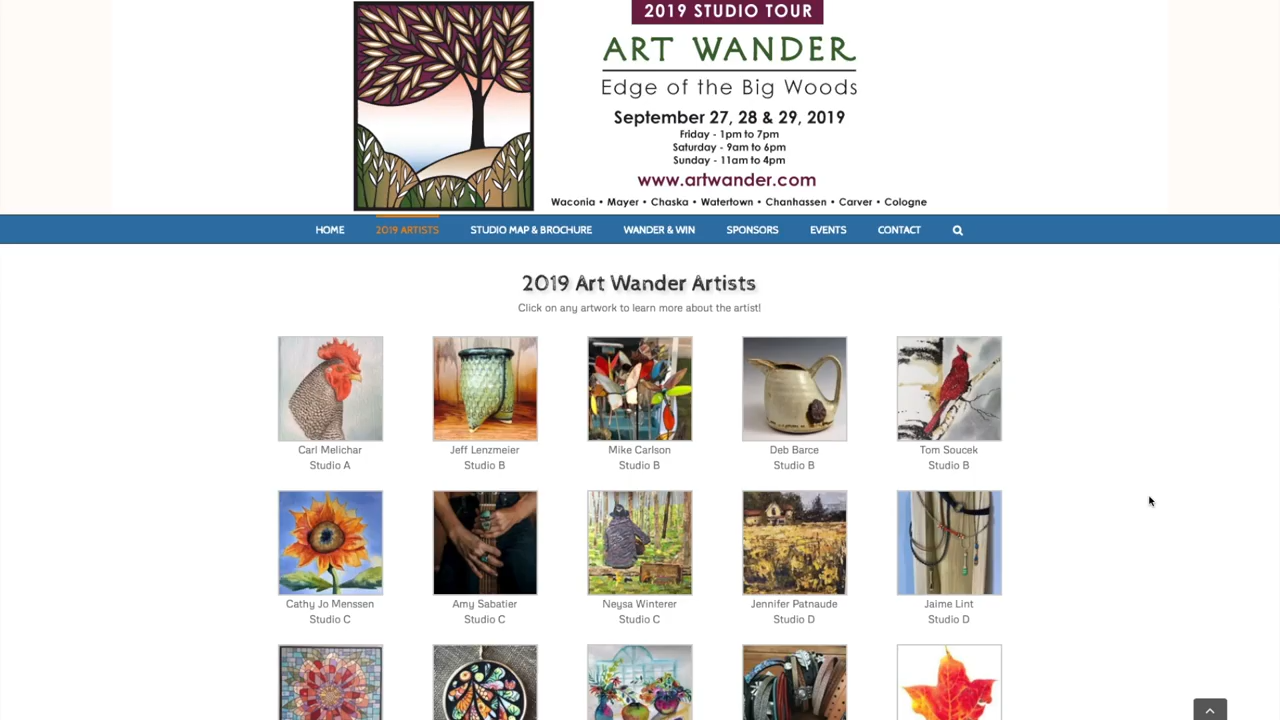 2019 STUDIO TOUR
ART WANDER
Edge of the Big Woods
September 27, 28 & 29, 2019
Friday - 1pm to 7pm
Saturday - 9am to 6pm
Sunday - 11am to 4pm
www.artwander.com
Waconia • Mayer • Chaska • Watertown • Chanhassen • Carver • Cologne
HOME 2019 ARTISTS STUDIO MAP & BROCHURE WANDER & WIN SPONSORS EVENTS CONTACT
2019 Art Wander Artists
Click on any artwork to learn more about the artist!
Carl Melichar Jeff Lenzmeier Mike Carlson Deb Barce Tom Soucek
Studio A Studio B Studio B Studio B Studio B
Cathy Jo Menssen Amy Sabatier Neysa Winterer Jennifer Patnaude Jaime Lint
Studio C Studio C Studio C Studio D Studio D